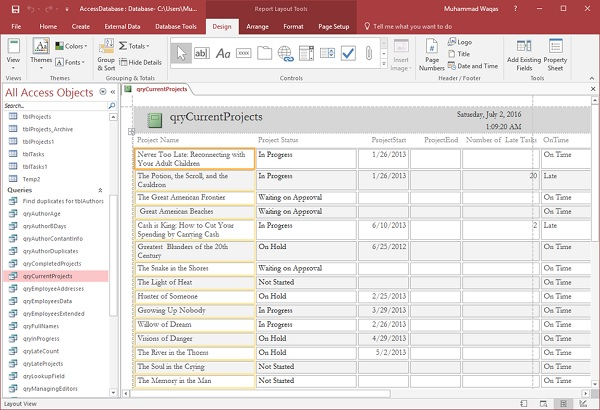 Muhammad Waqas
AccessDatabase : Database- C:\Users\Mu...
Report Layout Tools
File Home Create External Data Database Tools Design Arrange Format Page Setup Tell me what you want to do
View
Themes
Colors
Fonts
Group & Sort
Totals
Hide Details
ab|
Aa
XXXX
Insert Image
Page Numbers
Logo
Title
Date and Time
Add Existing Fields
Property Sheet
Views
Themes
Grouping & Totals
Controls
Header / Footer
Tools
All Access Objects
Search...
tblProjects
tblProjects_Archive
tblProjects1
tblTasks
tblTasks1
Temp2
Queries
Find duplicates for tblAuthors
qryAuthorAge
qryAuthorBDays
qryAuthorContantInfo
qryAuthorDuplicates
qryCompletedProjects
qryCurrentProjects
qryEmployeeAddresses
qryEmployeesData
qryEmployeesExtended
qryFullNames
qryInProgress
qryLateCount
qryLateProjects
qryLookupField
qryManagingEditors
qryCurrentProjects
qryCurrentProjects
Saturday, July 2, 2016
1:09:20 AM
Project Name Project Status ProjectStart ProjectEnd Number of Late Tasks OnTime
Never Too Late: Reconnecting with Your Adult Children In Progress 1/26/2013 On Time
The Potion, the Scroll, and the Cauldron In Progress 1/26/2013 20 Late
The Great American Frontier Waiting on Approval On Time
Great American Beaches Waiting on Approval On Time
Cash is King: How to Cut Your Spending by Carrying Cash In Progress 6/10/2013 2 Late
Greatest Blunders of the 20th Century On Hold 6/25/2012 On Time
The Snake in the Shores Waiting on Approval On Time
The Light of Heat Not Started On Time
Hunter of Someone On Hold 2/25/2013 On Time
Growing Up Nobody In Progress 3/29/2013 On Time
Willow of Dream In Progress 2/26/2013 On Time
Visions of Danger On Hold 4/29/2013 On Time
The River in the Thorns On Hold 5/2/2013 On Time
The Soul in the Crying Not Started On Time
The Memory in the Man Not Started On Time
Layout View